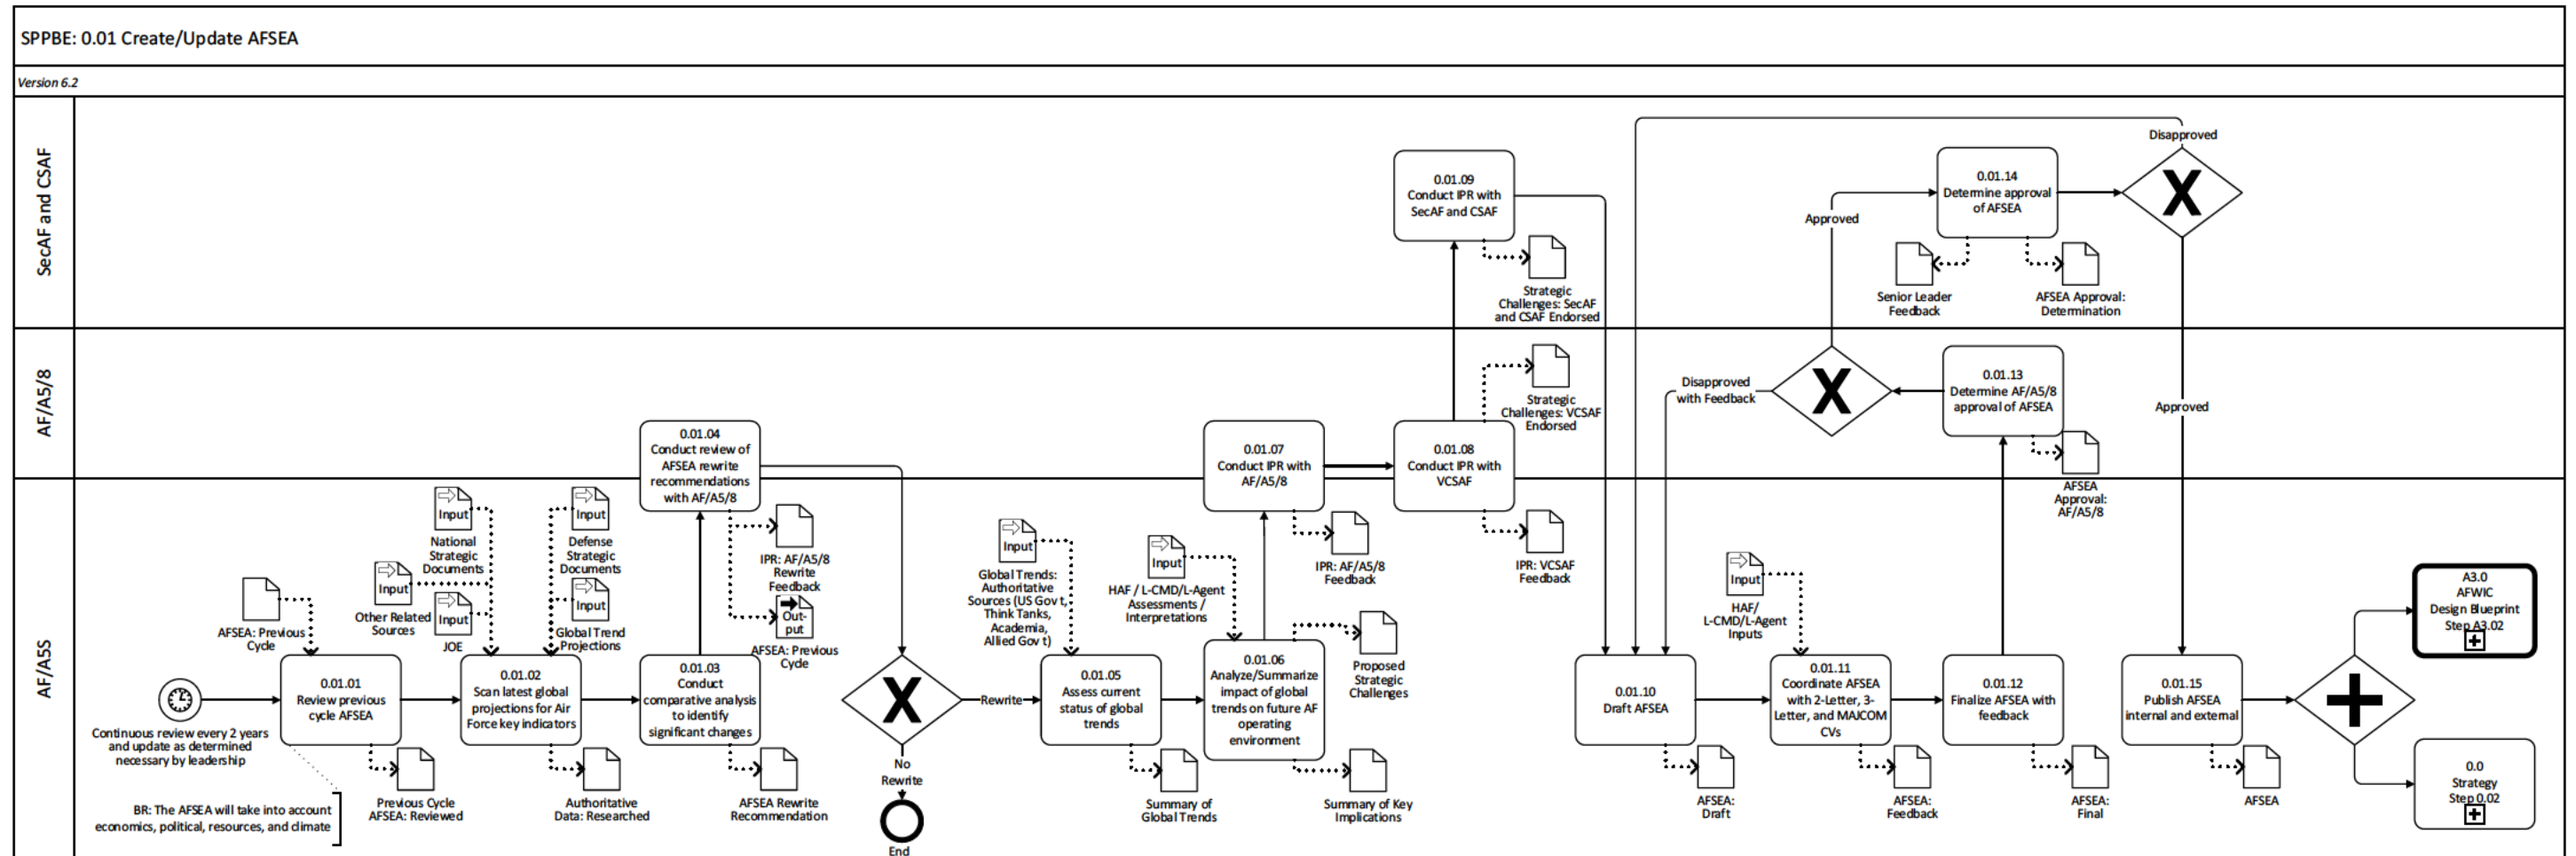 SPPBE: 0.01 Create/Update AFSEA
Version 6.2
SecAF and CSAF
AF/A5/8
AF/A5S
Continuous review every 2 years
and update as determined
necessary by leadership
BR: The AFSEA will take into account
economics, political, resources, and climate
AFSEA: Previous
Cycle
0.01.01
Review previous
cycle AFSEA
Previous Cycle
AFSEA: Reviewed
Input
National
Strategic
Documents
Input
Other Related
Sources
Input
JOE
Input
Defense
Strategic
Documents
Input
Global Trend
Projections
0.01.02
Scan latest global
projections for Air
Force key indicators
Authoritative
Data: Researched
0.01.03
Conduct
comparative analysis
to identify
significant changes
AFSEA Rewrite
Recommendation
0.01.04
Conduct review of
AFSEA rewrite
recommendations
with AF/A5/8
IPR: AF/A5/8
Rewrite
Feedback
Out-
put
AFSEA: Previous
Cycle
X
No
Rewrite
End
Rewrite
Input
Global Trends:
Authoritative
Sources (US Gov t,
Think Tanks,
Academia,
Allied Gov t)
0.01.05
Assess current
status of global
trends
Summary of
Global Trends
Input
HAF / L-CMD/L-Agent
Assessments /
Interpretations
0.01.06
Analyze/Summarize
impact of global
trends on future AF
operating
environment
Proposed
Strategic
Challenges
Summary of Key
Implications
0.01.07
Conduct IPR with
AF/A5/8
IPR: AF/A5/8
Feedback
0.01.08
Conduct IPR with
VCSAF
Strategic
Challenges: VCSAF
Endorsed
IPR: VCSAF
Feedback
0.01.09
Conduct IPR with
SecAF and CSAF
Strategic
Challenges: SecAF
and CSAF Endorsed
0.01.10
Draft AFSEA
AFSEA:
Draft
Input
HAF/
L-CMD/L-Agent
Inputs
0.01.11
Coordinate AFSEA
with 2-Letter, 3-
Letter, and MAJCOM
CVs
AFSEA:
Feedback
0.01.12
Finalize AFSEA with
feedback
AFSEA:
Final
0.01.13
Determine AF/A5/8
approval of AFSEA
AFSEA
Approval:
AF/A5/8
X
Disapproved
with Feedback
Approved
0.01.14
Determine approval
of AFSEA
Senior Leader
Feedback
AFSEA Approval:
Determination
X
Disapproved
Approved
0.01.15
Publish AFSEA
internal and external
AFSEA
A3.0
AFWIC
Design Blueprint
Step A3.02
0.0
Strategy
Step 0.02